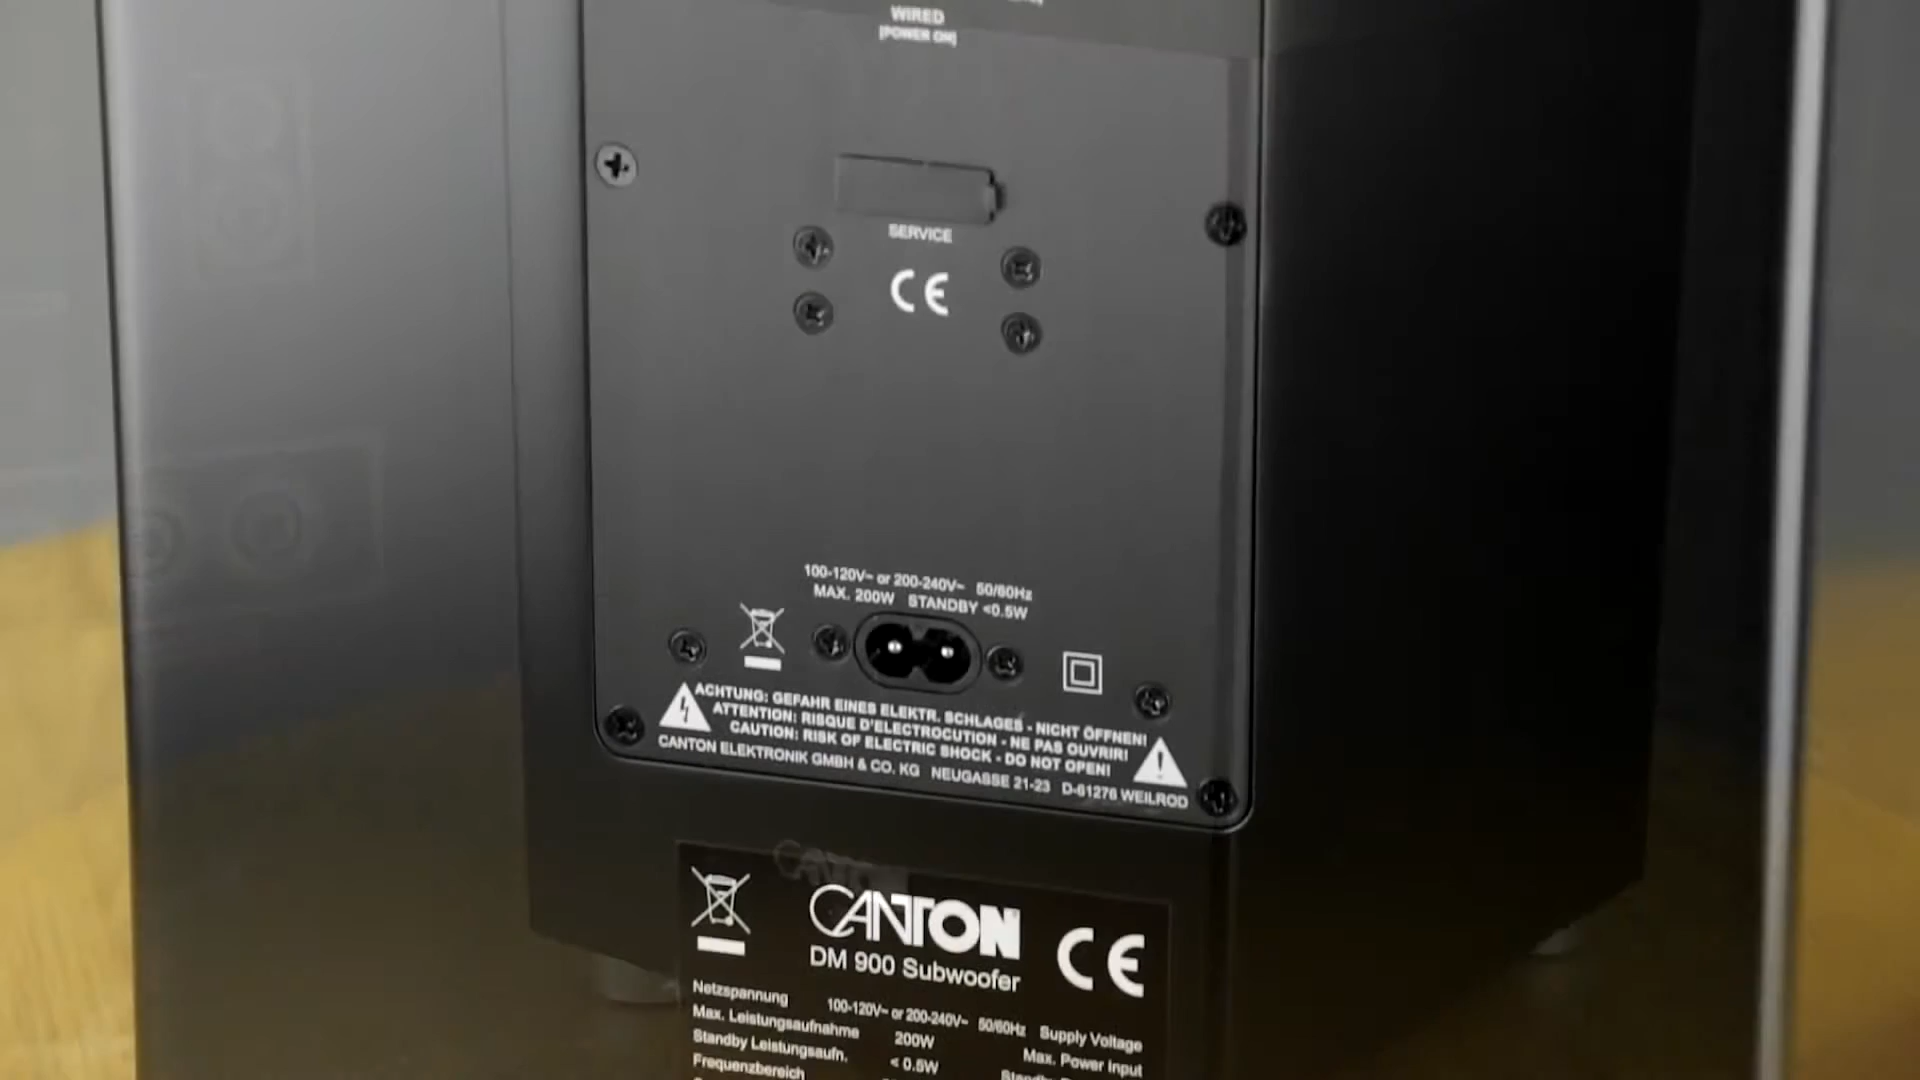 WIRED
[POWER ON]
SERVICE
CE
100-120V~ or 200-240V~ 50/60Hz
MAX. 200W STANDBY <0.5W
ACHTUNG: GEFAHR EINES ELEKTR. SCHLAGES - NICHT ÖFFNEN!
ATTENTION: RISQUE D'ELECTROCUTION - NE PAS OUVRIR!
CAUTION: RISK OF ELECTRIC SHOCK - DO NOT OPEN!
CANTON ELEKTRONIK GMBH & CO. KG NEUGASSE 21-23 D-61276 WEILROD
CANTON
DM 900 Subwoofer
CE
Netzspannung 100-120V~ or 200-240V~ 50/60Hz Supply Voltage
Max. Leistungsaufnahme 200W Max. Power Input
Standby Leistungsaufn. < 0.5W
Frequenzbereich